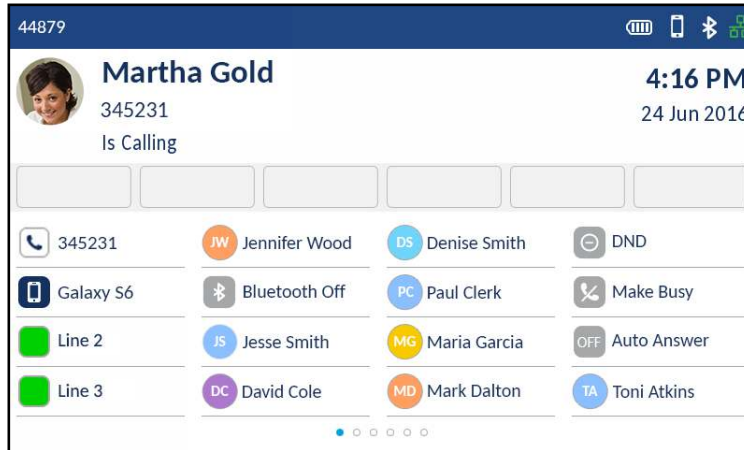 44879
Martha Gold
4:16 PM
345231
24 Jun 2016
Is Calling
345231
JW Jennifer Wood
DS Denise Smith
DND
Galaxy S6
Bluetooth Off
PC Paul Clerk
Make Busy
Line 2
JS Jesse Smith
MG Maria Garcia
OFF Auto Answer
Line 3
DC David Cole
MD Mark Dalton
TA Toni Atkins